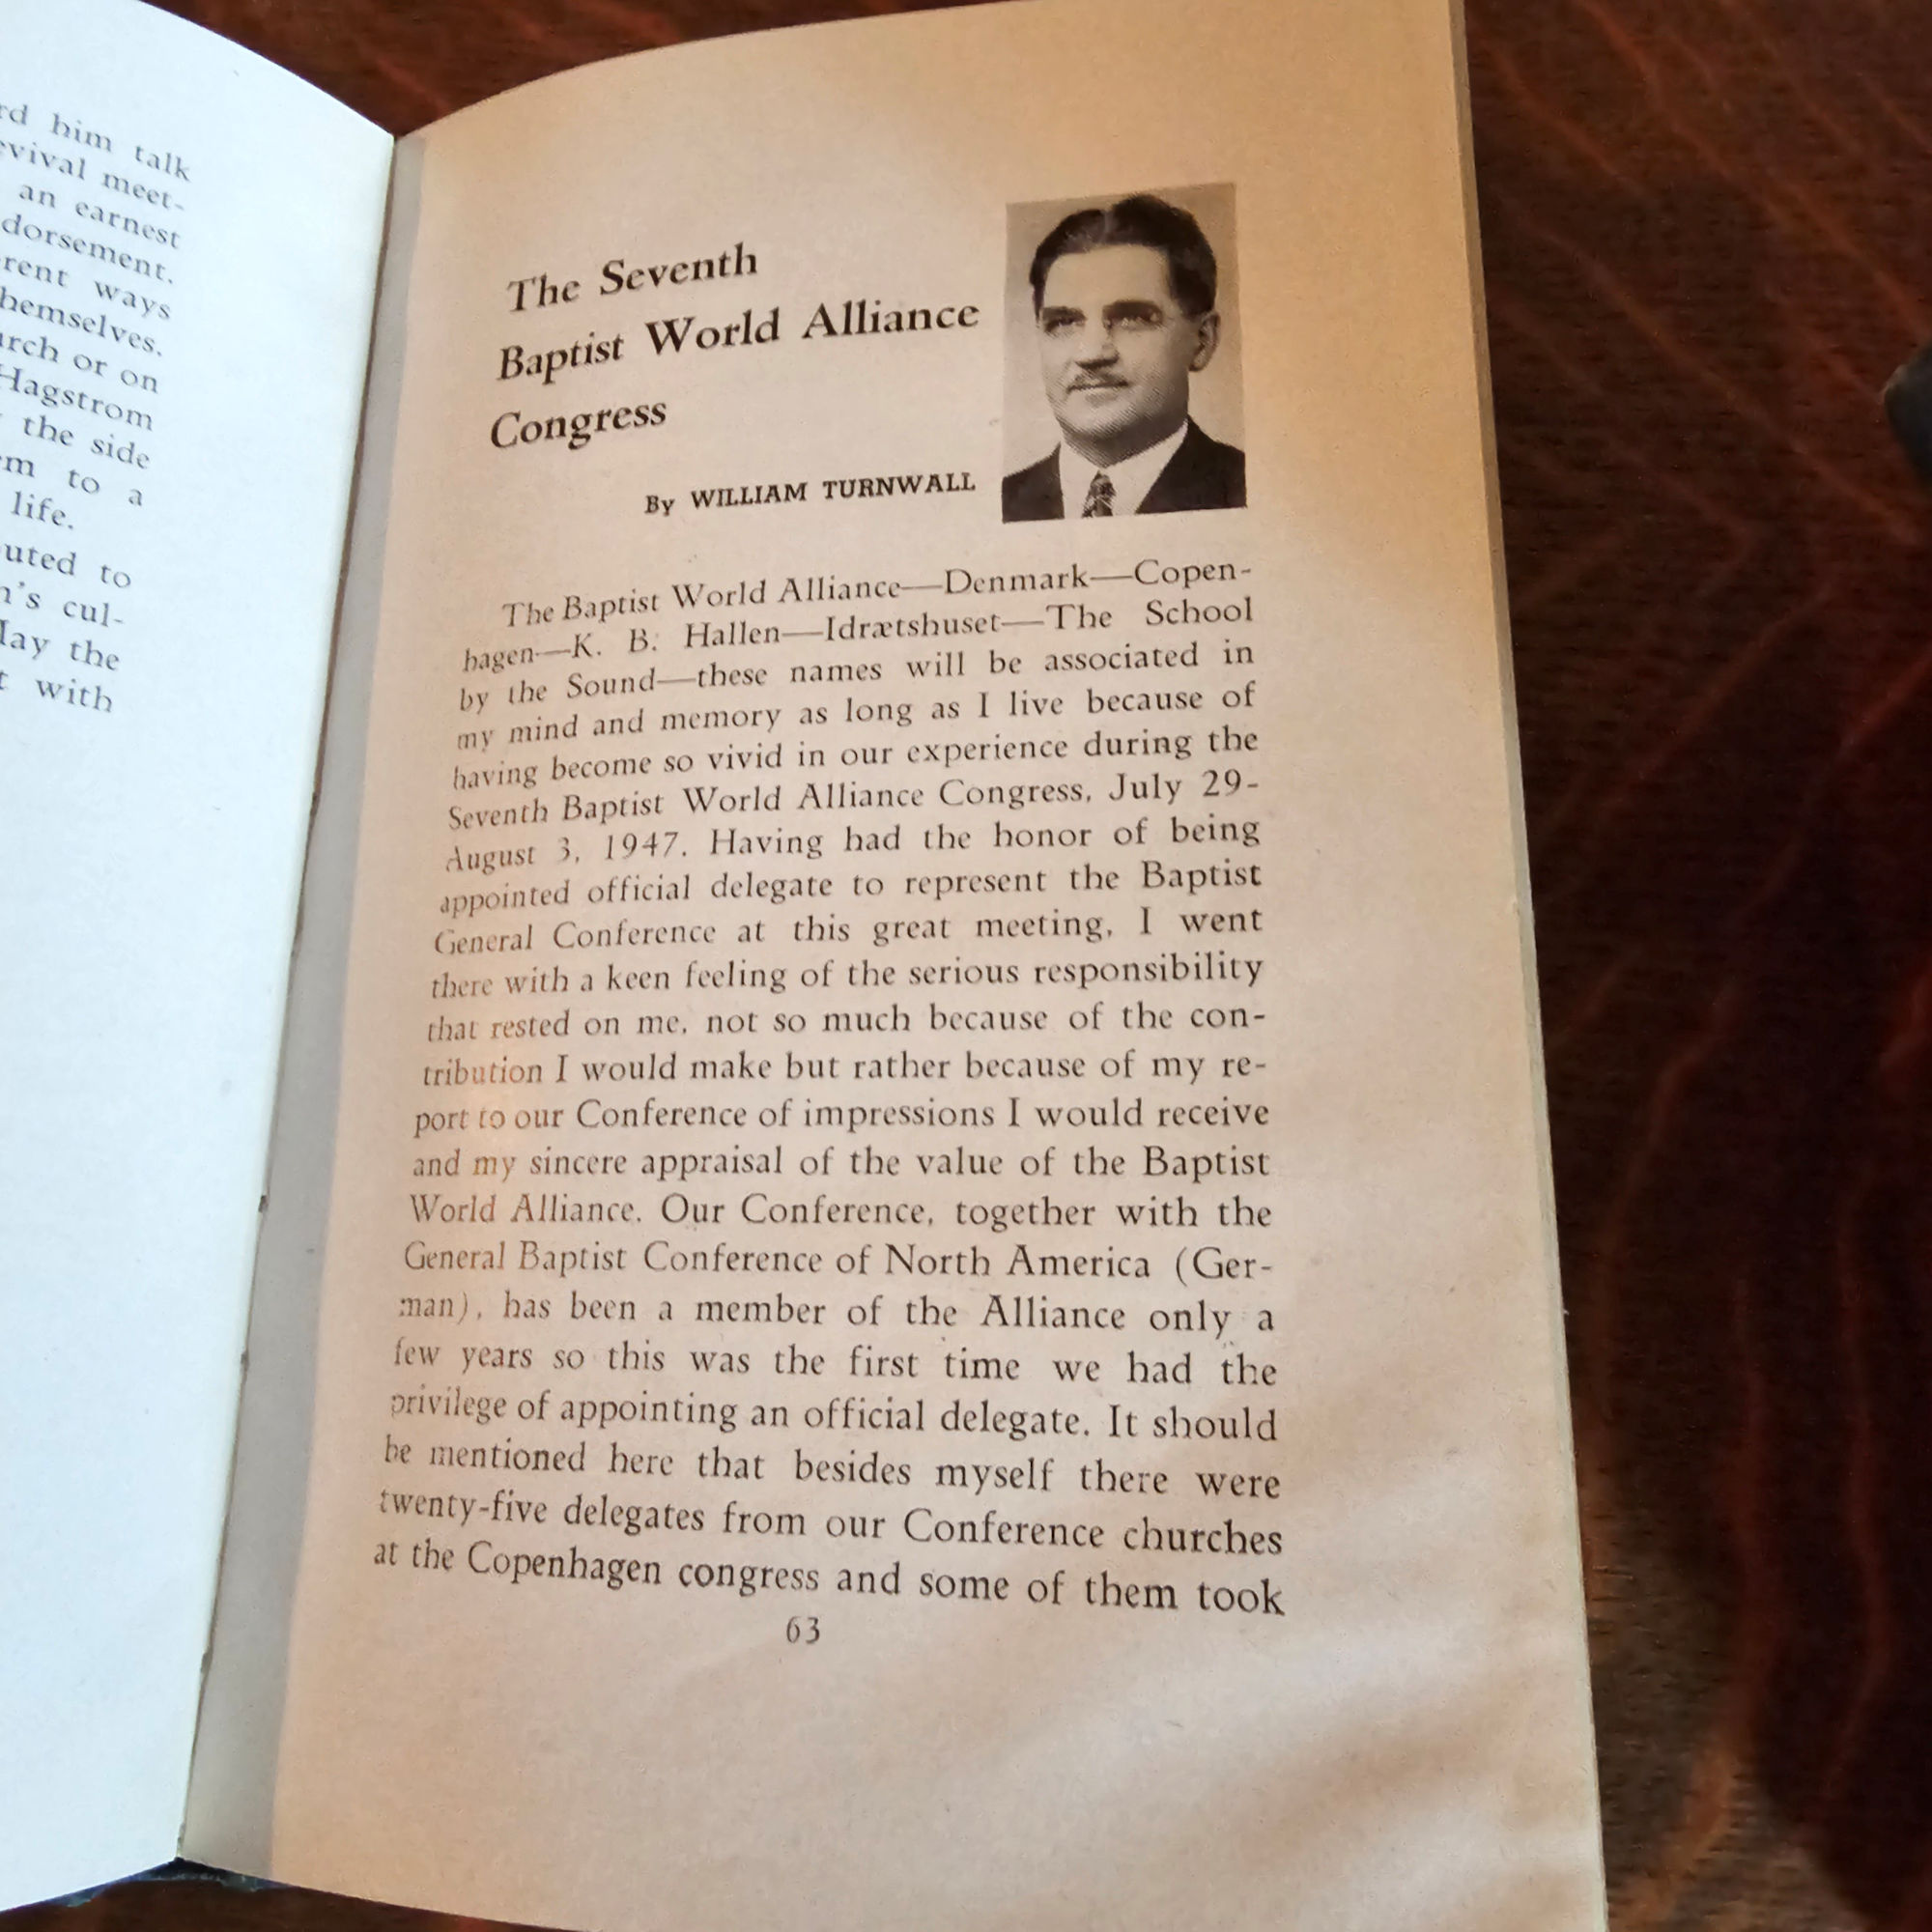 him talk
meet-
an earnest
ways
or on
Hagstrom
the side
to a
life.
to
cul-
the
with
The Seventh
Baptist World Alliance
Congress
By WILLIAM TURNWALL
The Baptist World Alliance—Denmark—Copen-
hagen—K. B. Hallen—Idrætshuset—The School
by the Sound—these names will be associated in
my mind and memory as long as I live because of
having become so vivid in our experience during the
Seventh Baptist World Alliance Congress, July 29-
August 3, 1947. Having had the honor of being
appointed official delegate to represent the Baptist
General Conference at this great meeting, I went
there with a keen feeling of the serious responsibility
that rested on me, not so much because of the con-
tribution I would make but rather because of my re-
port to our Conference of impressions I would receive
and my sincere appraisal of the value of the Baptist
World Alliance. Our Conference, together with the
General Baptist Conference of North America (Ger-
man), has been a member of the Alliance only a
few years so this was the first time we had the
privilege of appointing an official delegate. It should
be mentioned here that besides myself there were
twenty-five delegates from our Conference churches
at the Copenhagen congress and some of them took
63